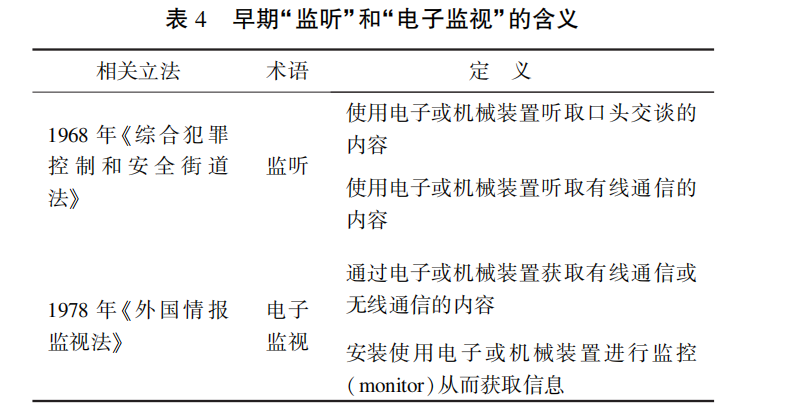 表 4 早期“监听”和“电子监视”的含义
相关立法 术语 定 义
1968 年《综合犯罪
控制和安全街道
法》
监听
使用电子或机械装置听取口头交谈的
内容
使用电子或机械装置听取有线通信的
内容
1978 年《外国情报
监视法》
电子
监视
通过电子或机械装置获取有线通信或
无线通信的内容
安装使用电子或机械装置进行监控
( monitor) 从而获取信息